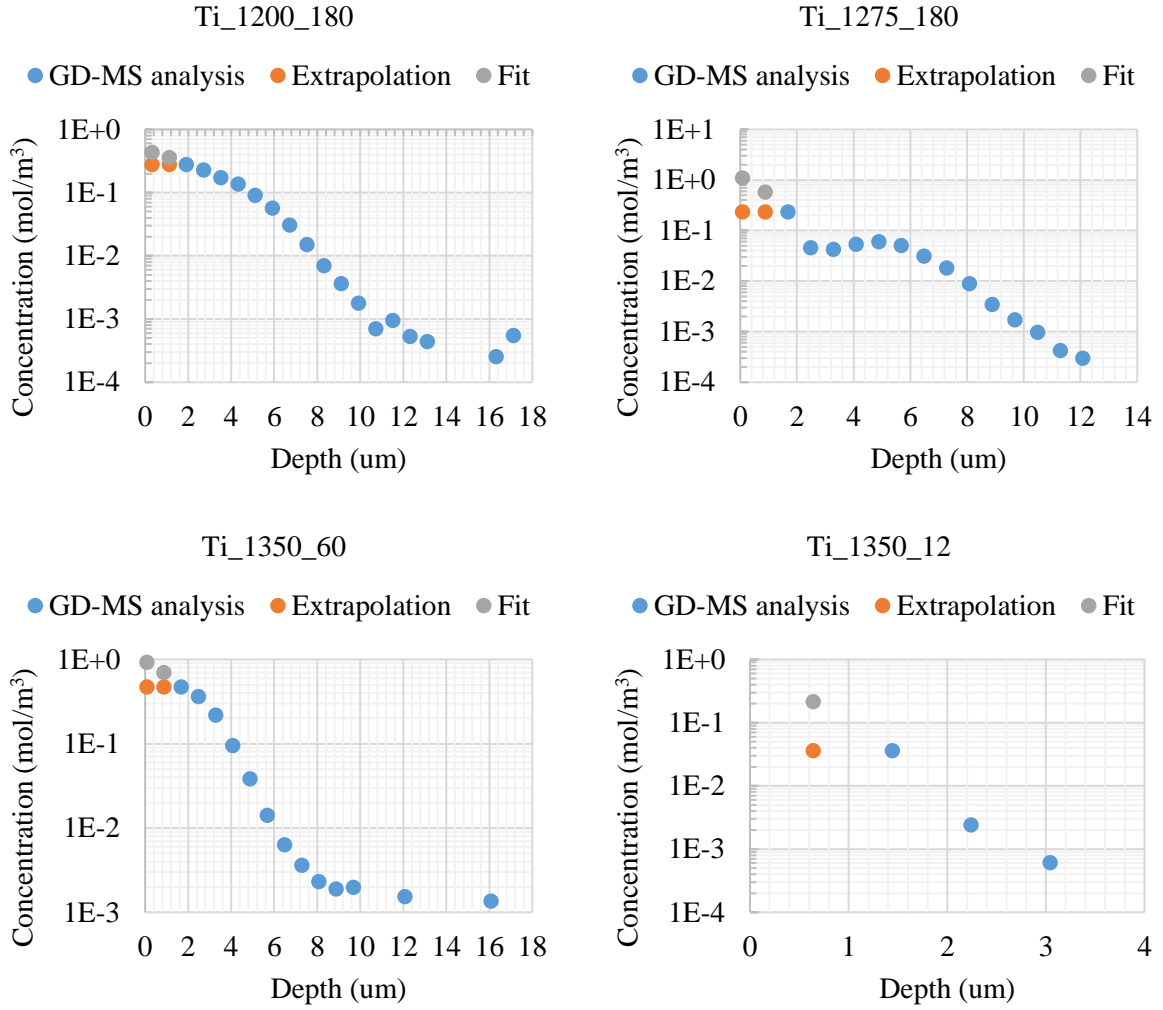 Ti_1200_180
GD-MS analysis Extrapolation Fit
Concentration (mol/m³)
1E+0
1E-1
1E-2
1E-3
1E-4
0 2 4 6 8 10 12 14 16 18
Depth (um)
Ti_1275_180
GD-MS analysis Extrapolation Fit
Concentration (mol/m³)
1E+1
1E+0
1E-1
1E-2
1E-3
1E-4
0 2 4 6 8 10 12 14
Depth (um)
Ti_1350_60
GD-MS analysis Extrapolation Fit
Concentration (mol/m³)
1E+0
1E-1
1E-2
1E-3
0 2 4 6 8 10 12 14 16 18
Depth (um)
Ti_1350_12
GD-MS analysis Extrapolation Fit
Concentration (mol/m³)
1E+0
1E-1
1E-2
1E-3
1E-4
0 1 2 3 4
Depth (um)